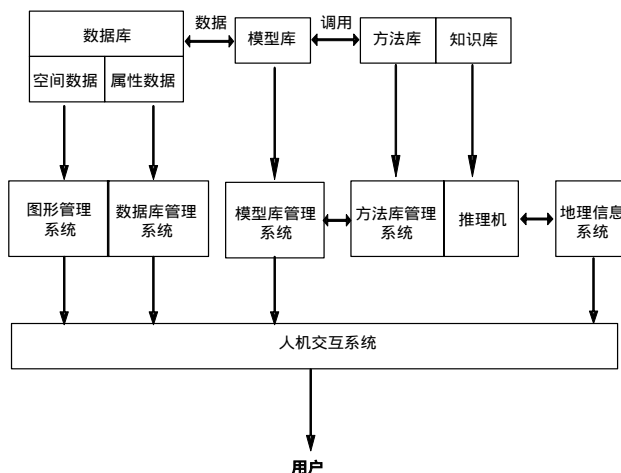 数据
调用
数据库
模型库
方法库
知识库
空间数据
属性数据
图形管理
系统
数据库管理
系统
模型库管理
系统
方法库管理
系统
推理机
地理信息
系统
人机交互系统
用户